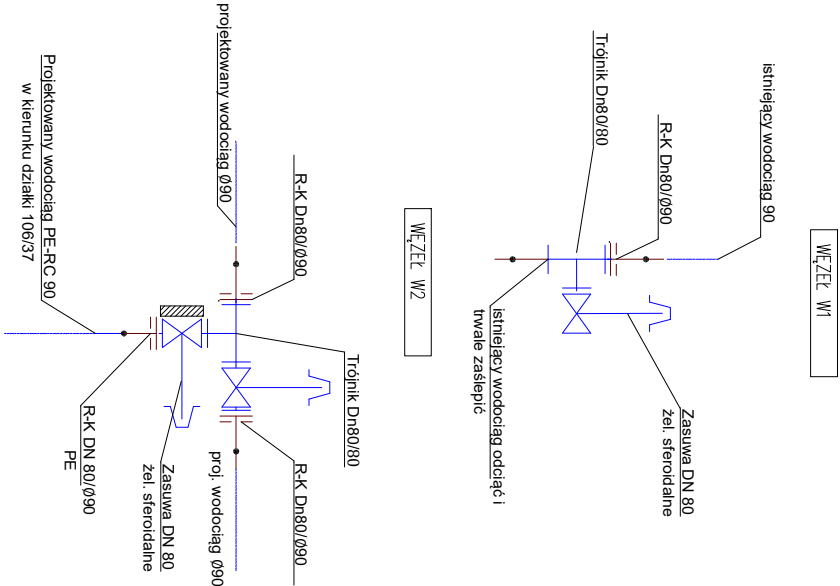 WĘZEŁ W1
istniejący wodociąg 90
R-K Dn80/Ø90
Trójnik Dn80/80
Zasuwa DN 80
żel. sferoidalne
istniejący wodociąg odciąć i
trwale zaślepić
WĘZEŁ W2
R-K Dn80/Ø90
projektowany wodociąg Ø90
Projektowany wodociąg PE-RC 90
w kierunku działki 106/37
Trójnik Dn80/80
R-K Dn80/Ø90
proj. wodociąg Ø90
Zasuwa DN 80
żel. sferoidalne
R-K DN 80/Ø90
PE